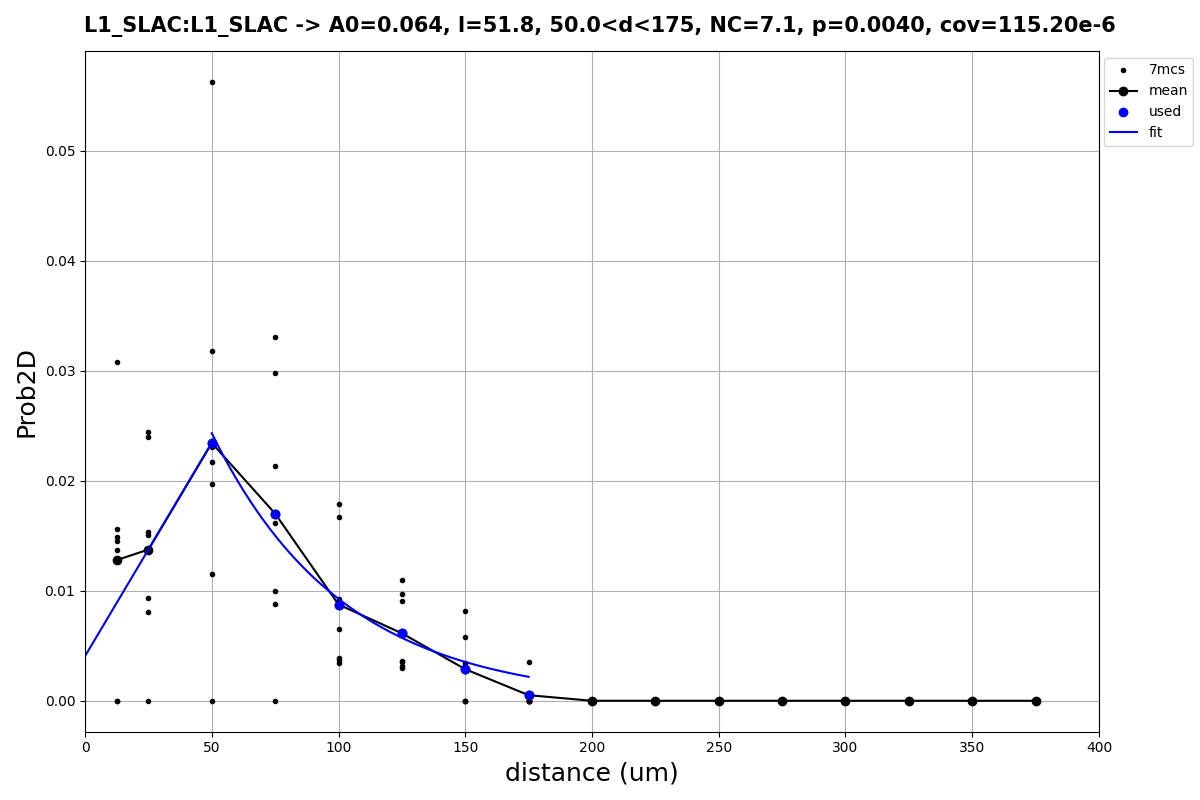 L1_SLAC:L1_SLAC -> A0=0.064, l=51.8, 50.0<d<175, NC=7.1, p=0.0040, cov=115.20e-6
7mcs
mean
used
fit
0.05
0.04
0.03
0.02
0.01
0.00
Prob2D
0 50 100 150 200 250 300 350 400
distance (um)